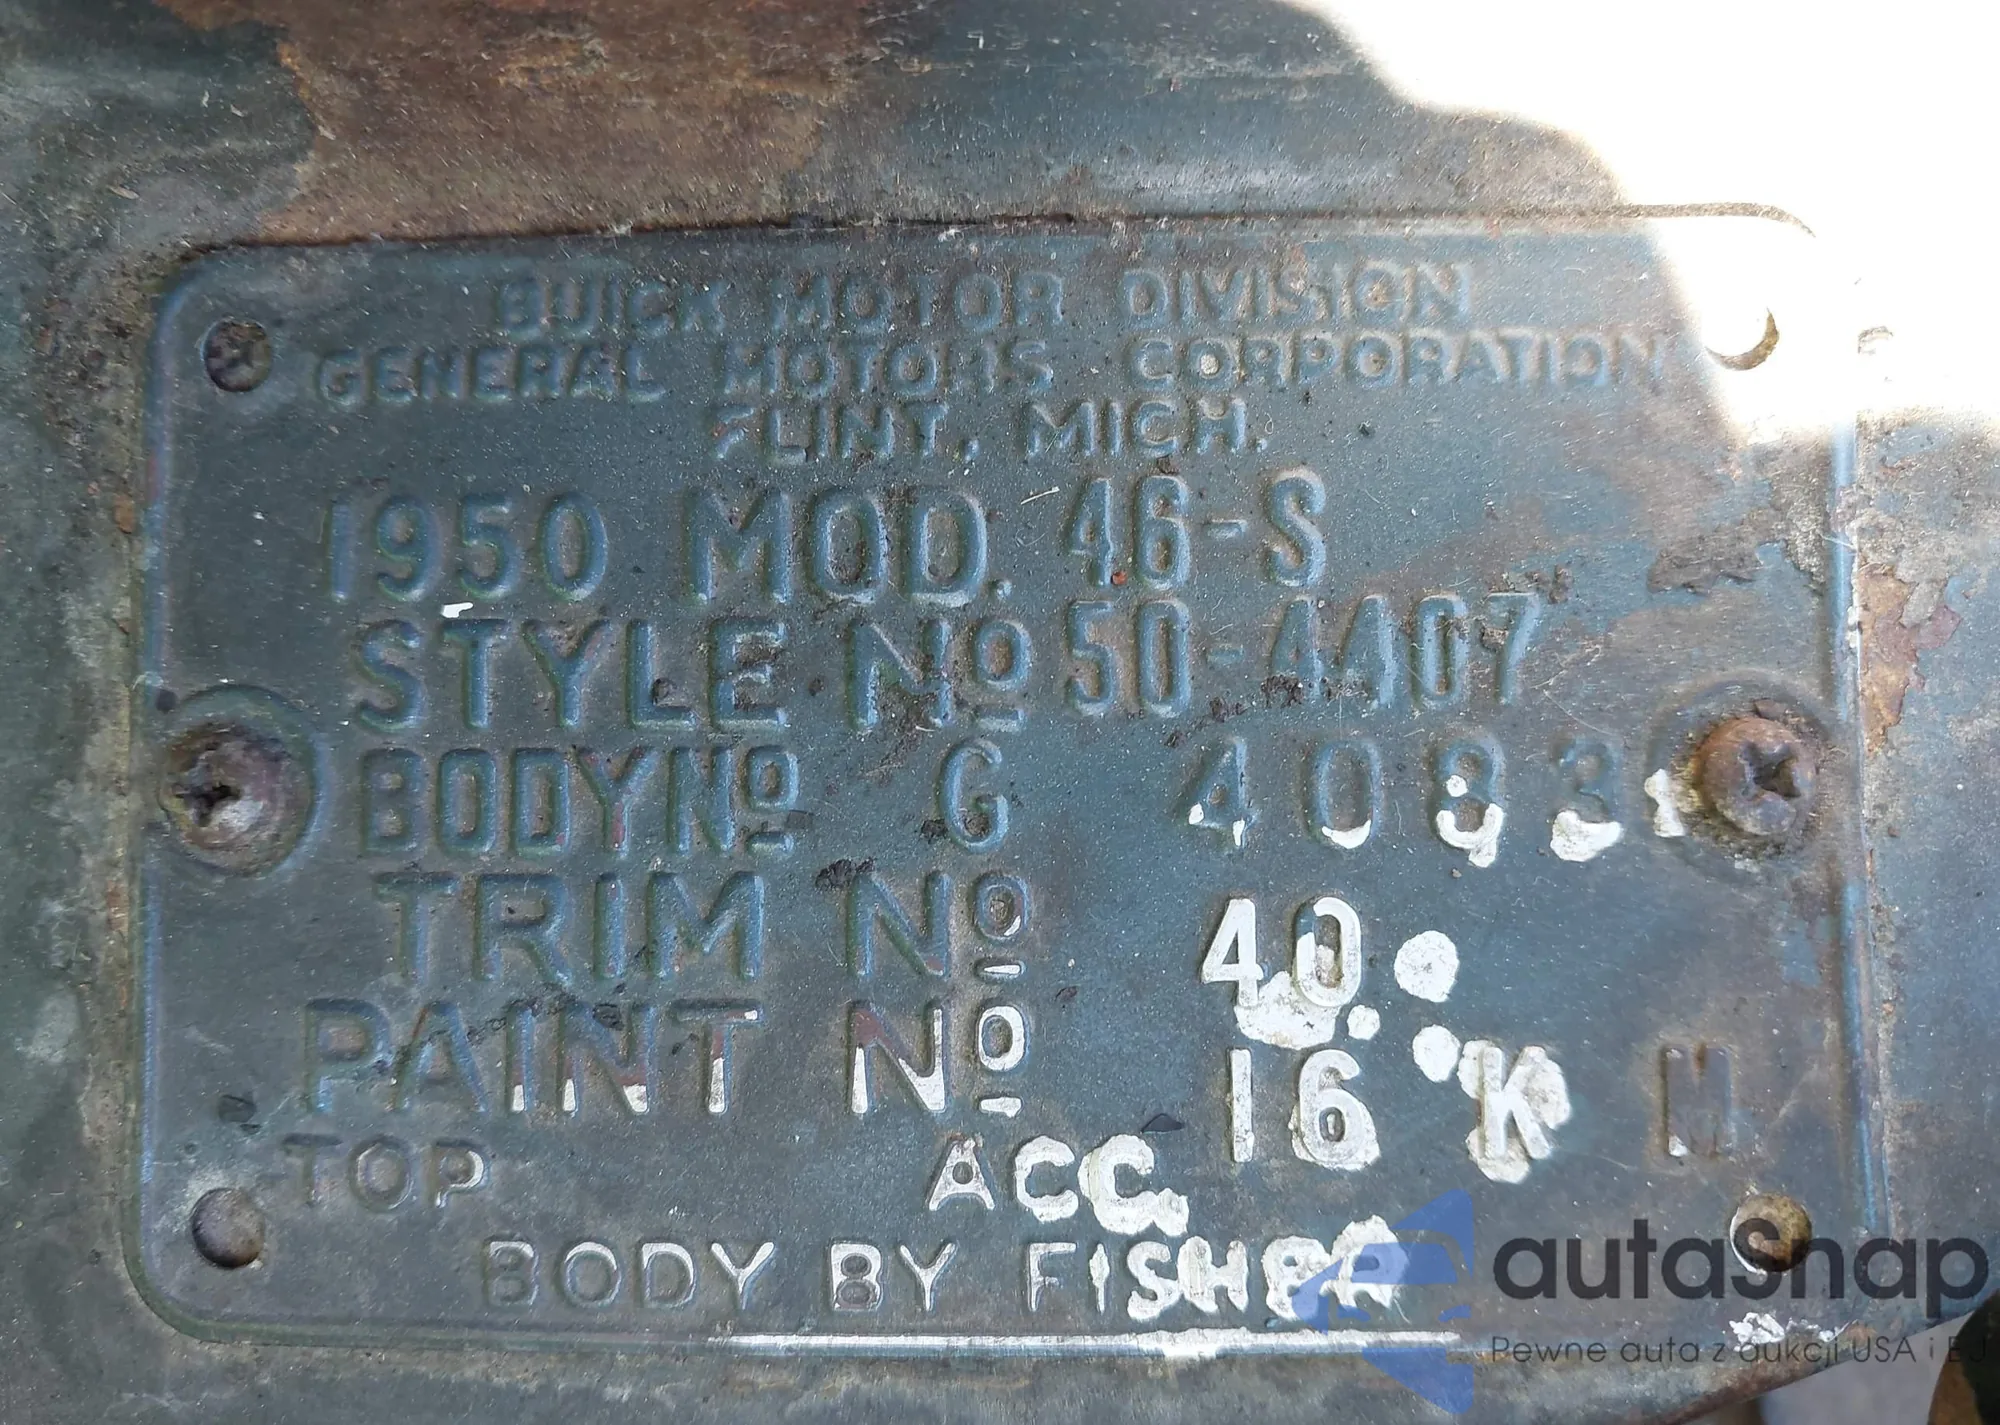 BUICK MOTOR DIVISION
GENERAL MOTORS CORPORATION
FLINT, MICH.
1950 MOD. 46-S
STYLE No 50-4407
BODY No G 4083
TRIM No 40
PAINT No 16 K M
TOP ACC.
BODY BY FISHER
autaSnap
Pewne auta z aukcji USA i EU